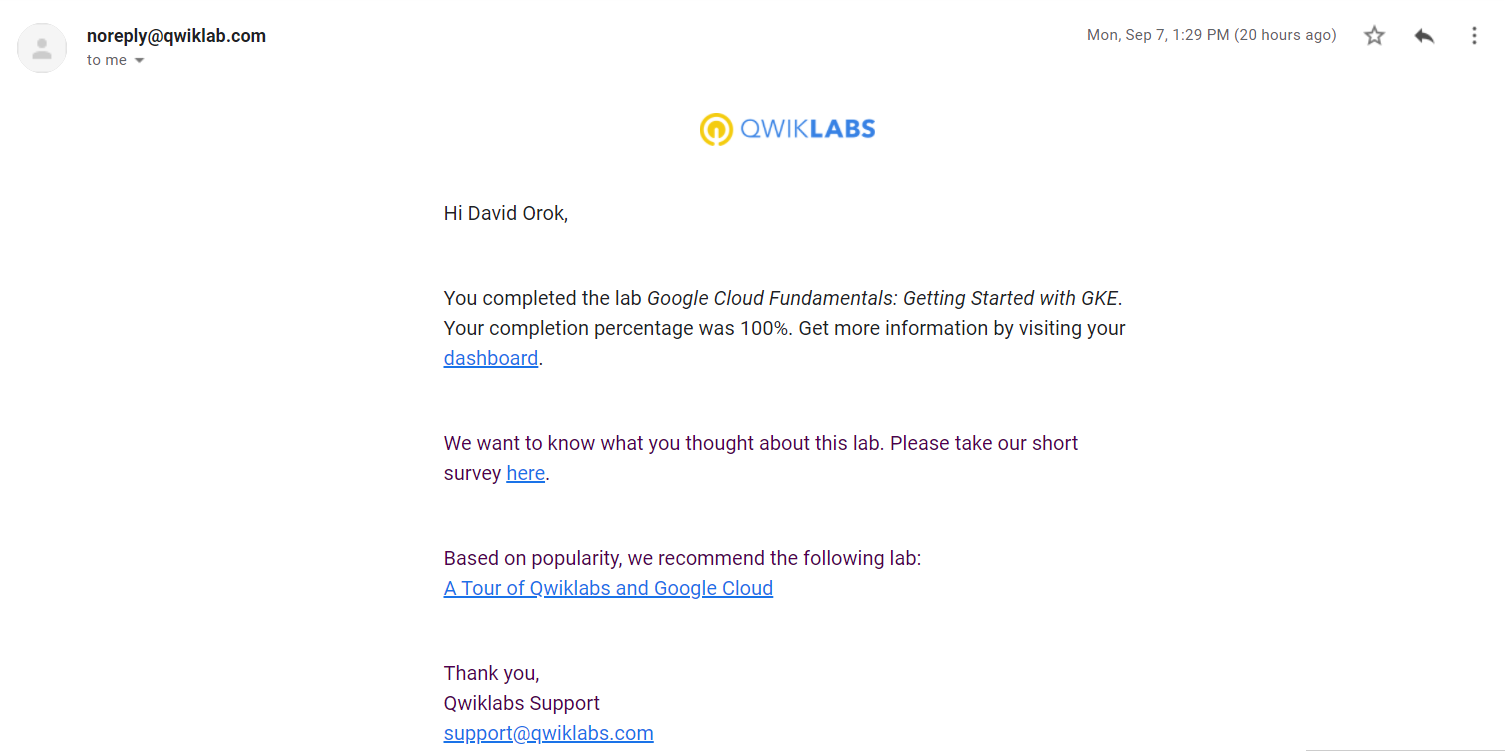 noreply@qwiklab.com
Mon, Sep 7, 1:29 PM (20 hours ago)
to me
QWIKLABS
Hi David Orok,
You completed the lab Google Cloud Fundamentals: Getting Started with GKE.
Your completion percentage was 100%. Get more information by visiting your
dashboard.
We want to know what you thought about this lab. Please take our short
survey here.
Based on popularity, we recommend the following lab:
A Tour of Qwiklabs and Google Cloud
Thank you,
Qwiklabs Support
support@qwiklabs.com